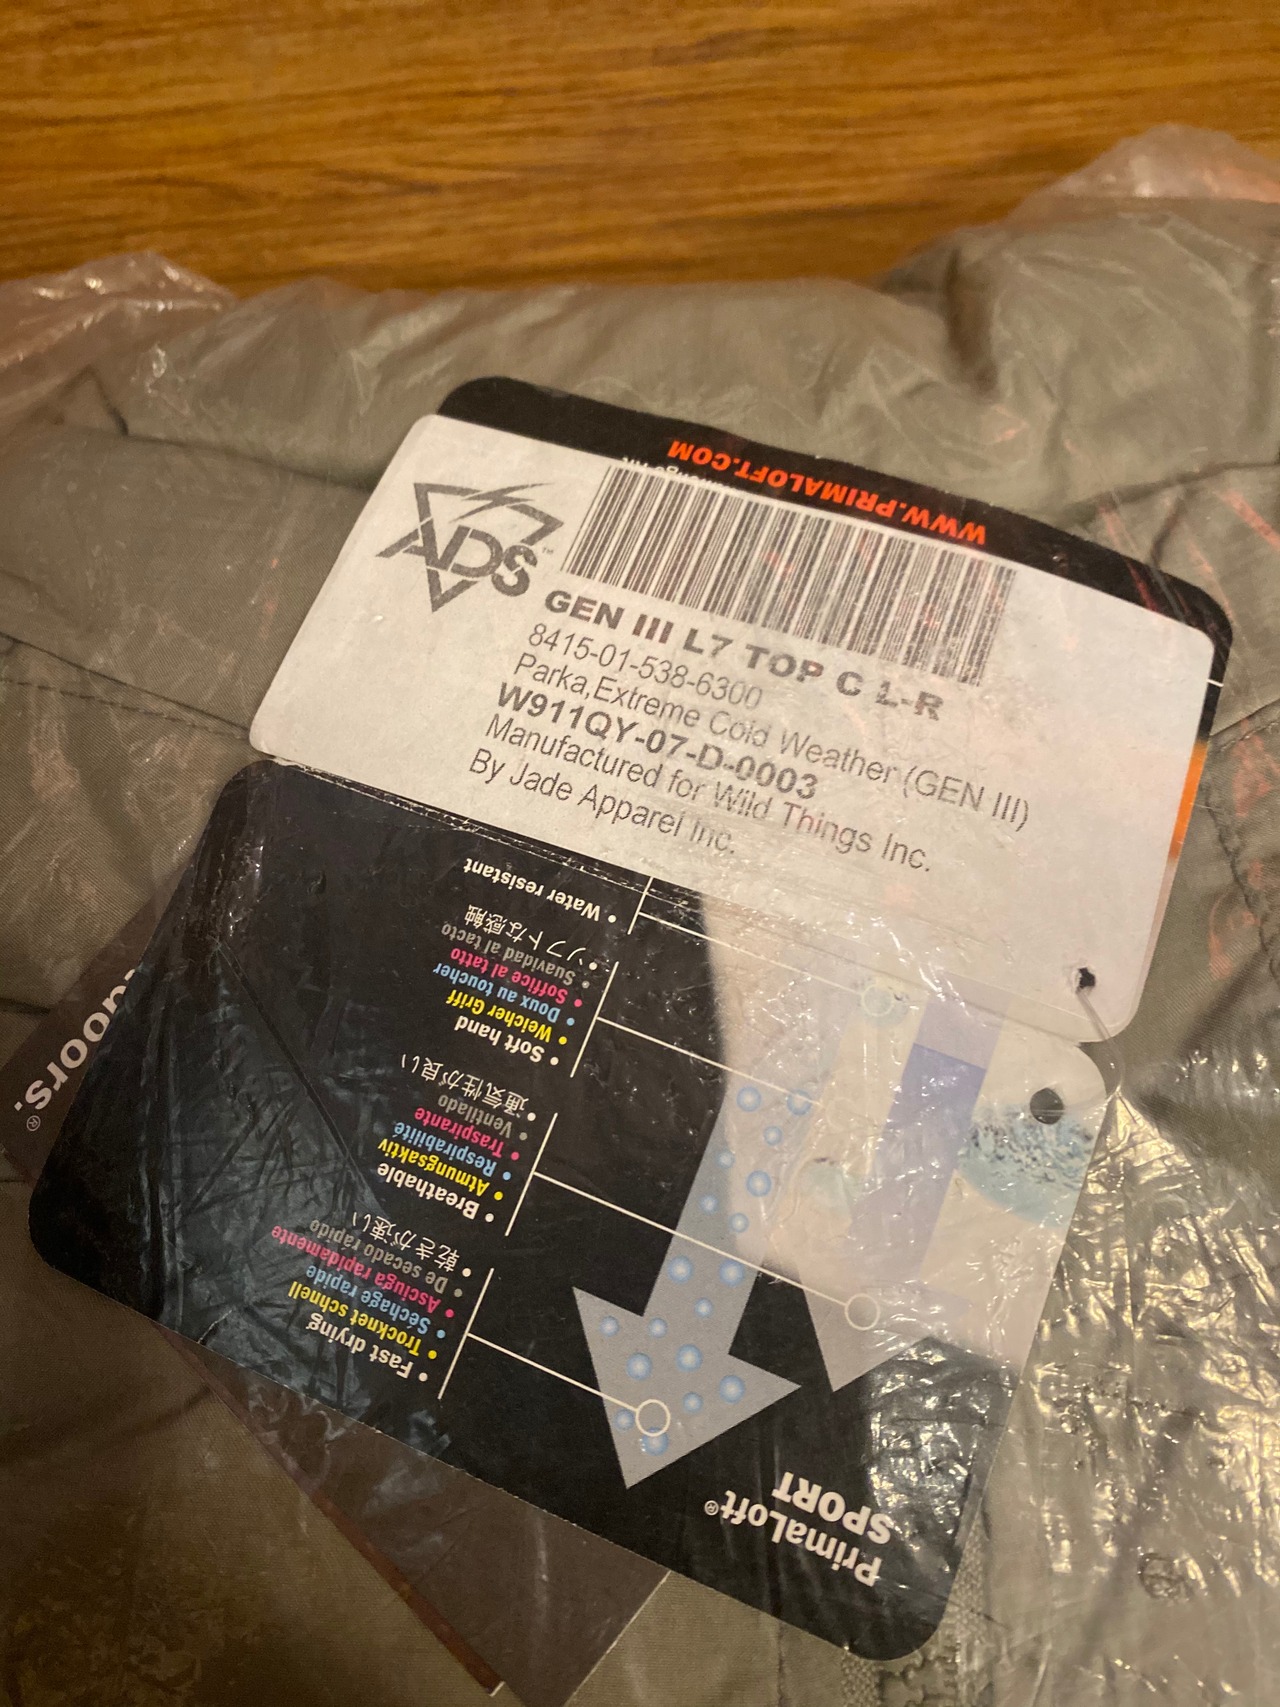 WWW.PRIMALOFT.COM
ADS™
GEN III L7 TOP C L-R
8415-01-538-6300
Parka,Extreme Cold Weather (GEN III)
W911QY-07-D-0003
Manufactured for Wild Things Inc.
By Jade Apparel Inc.
PrimaLoft®
SPORT
• Fast drying
• Trocknet schnell
• Séchage rapide
• Asciuga rapidamente
• De secado rápido
• 乾きが速い
• Breathable
• Atmungsaktiv
• Respirabilité
• Traspirante
• Ventilado
• 通気性が良い
• Soft hand
• Weicher Griff
• Doux au toucher
• Soffice al tatto
• Suavidad al tacto
• ソフトな感触
• Water resistant